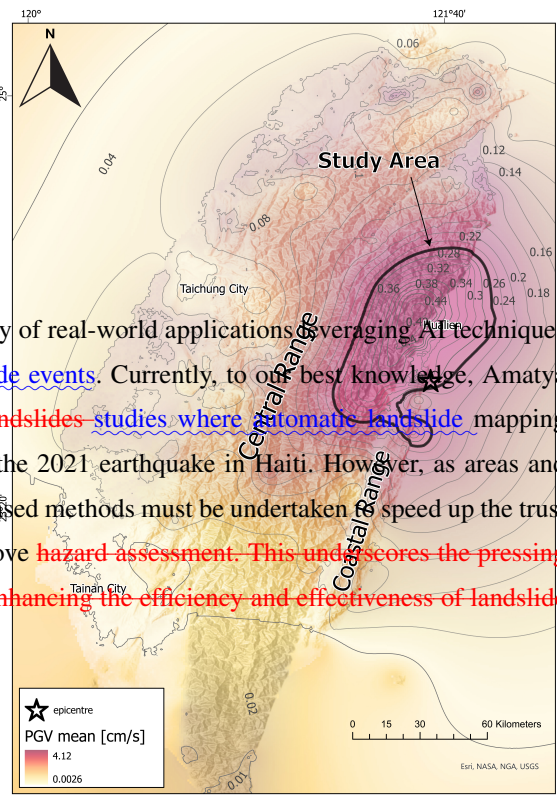 120°
121°40'
N
25°
0.06
0.04
0.12
0.14
Study Area
0.08
0.22
0.28
0.16
0.32
0.2
0.36
0.38
0.34
0.26
0.18
0.44
0.3
0.24
Taichung City
Hualien
y of real-world applications leveraging AI technique
de events. Currently, to our best knowledge, Amatya
ndslides studies where automatic landslide mapping
the 2021 earthquake in Haiti. However, as areas and
sed methods must be undertaken to speed up the trus
ove hazard assessment. This underscores the pressing
nhancing the efficiency and effectiveness of landslid
Central Range
Coastal Range
Tainan City
0.02
0.01
epicentre
PGV mean [cm/s]
4.12
0.0026
0 15 30 60 Kilometers
Esri, NASA, NGA, USGS